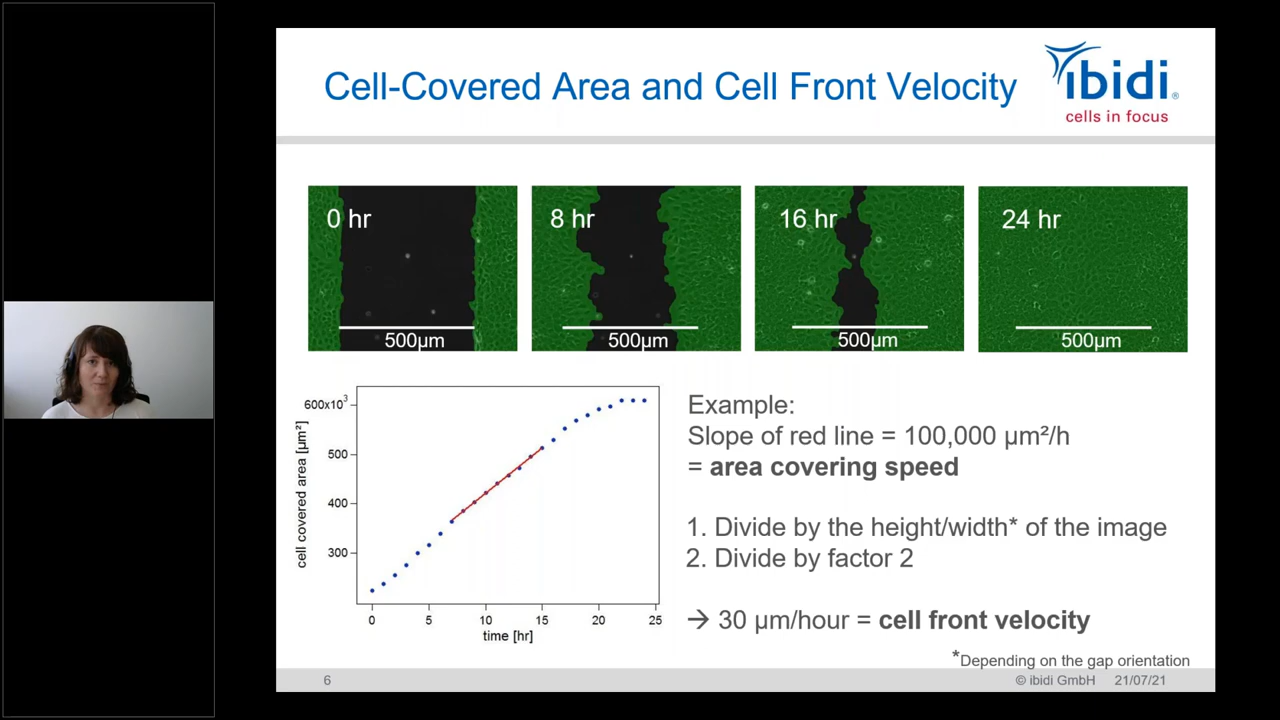 Cell-Covered Area and Cell Front Velocity
ibidi®
cells in focus
0 hr
500µm
8 hr
500µm
16 hr
500µm
24 hr
500µm
cell covered area [µm²]
600x10³
500
400
300
0 5 10 15 20 25
time [hr]
Example:
Slope of red line = 100,000 µm²/h
= area covering speed
1. Divide by the height/width* of the image
2. Divide by factor 2
→ 30 µm/hour = cell front velocity
*Depending on the gap orientation
6
© ibidi GmbH 21/07/21